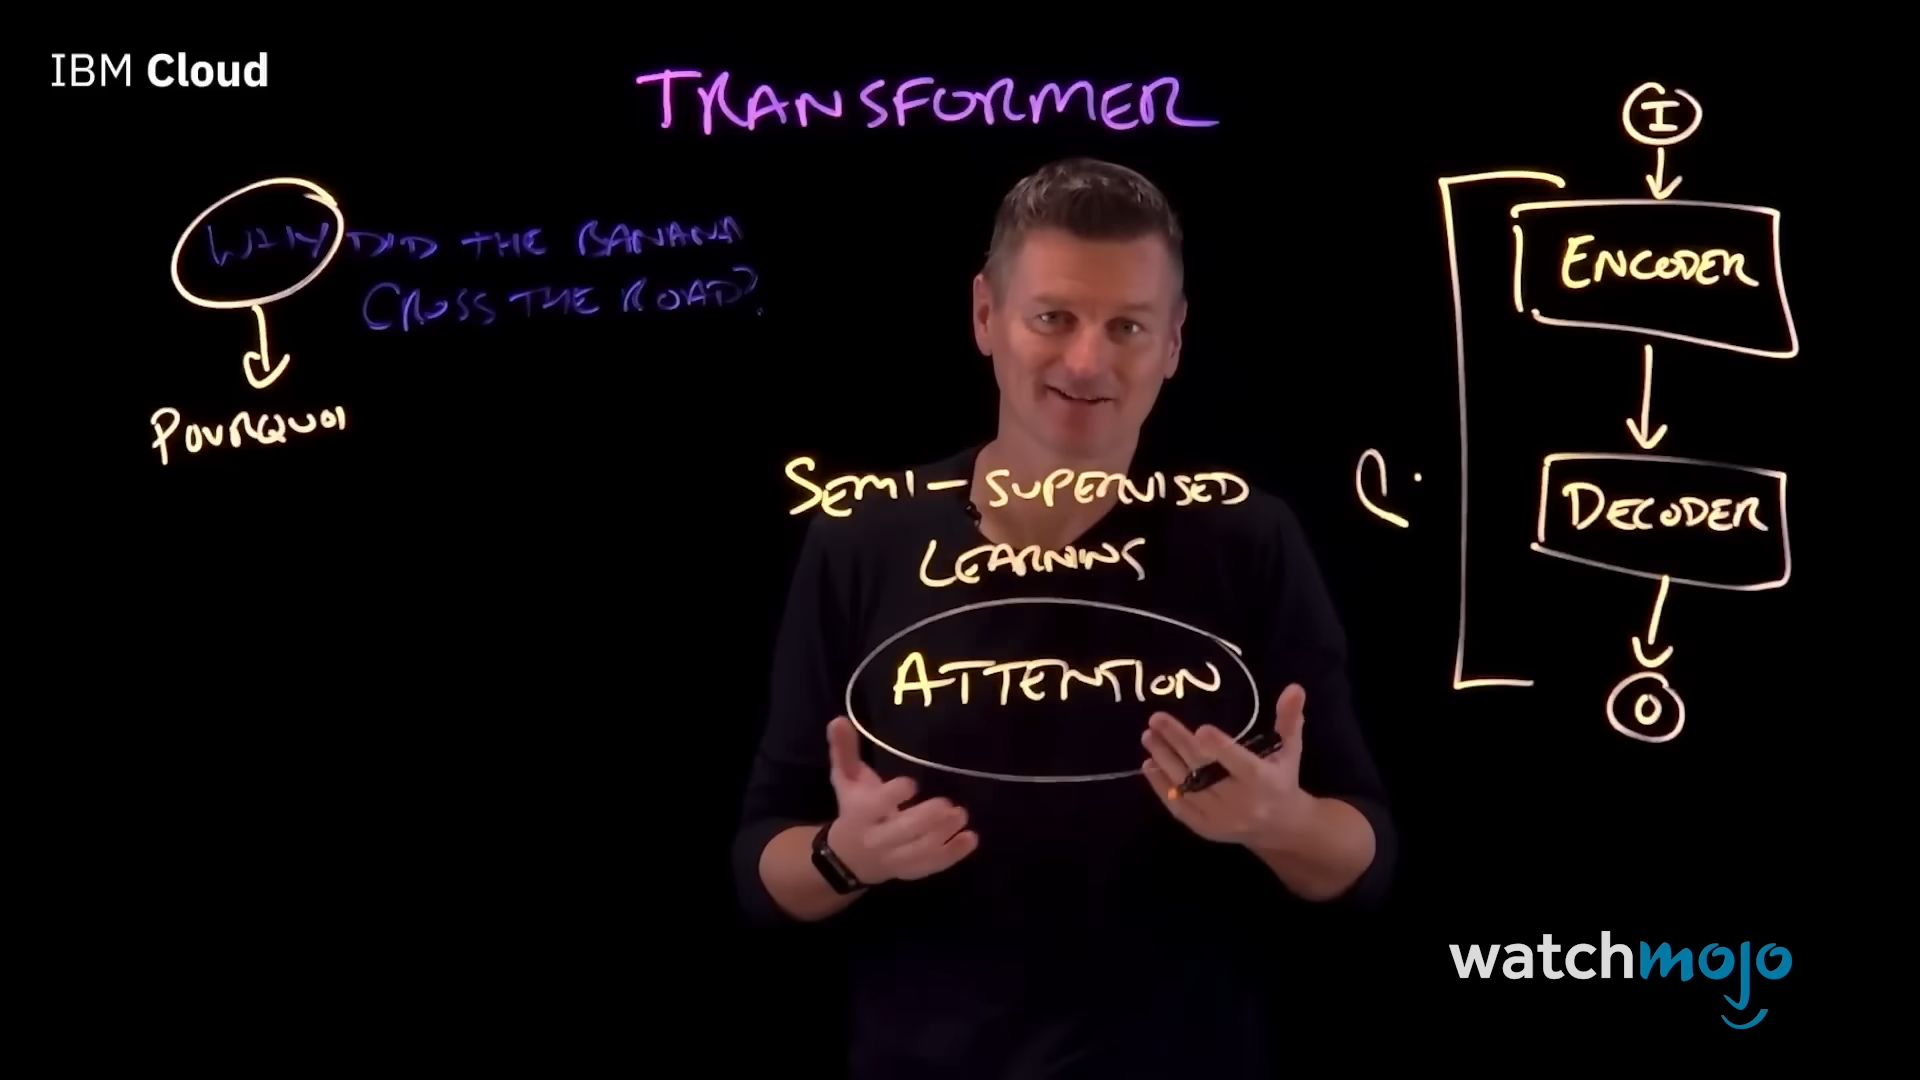 IBM Cloud
TRANSFORMER
WHY DID THE BANANA
CROSS THE ROAD?
POURQUOI
SEMI-SUPERVISED
LEARNING
ATTENTION
I
ENCODER
DECODER
O
watchmojo